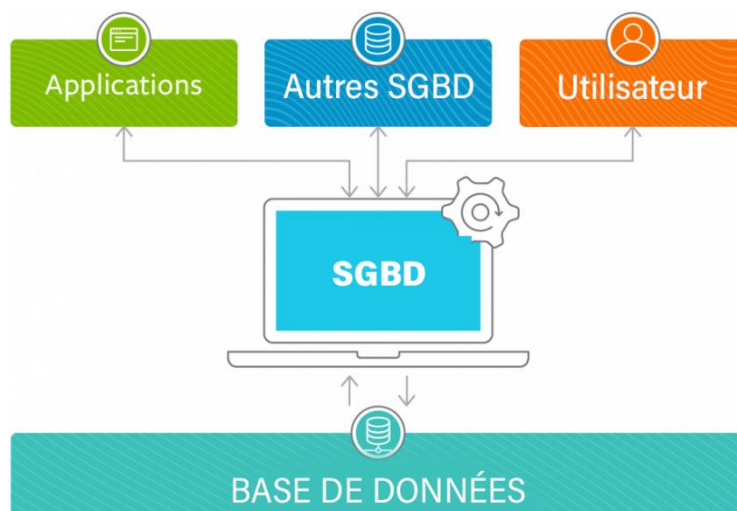 Applications
Autres SGBD
Utilisateur
SGBD
BASE DE DONNÉES